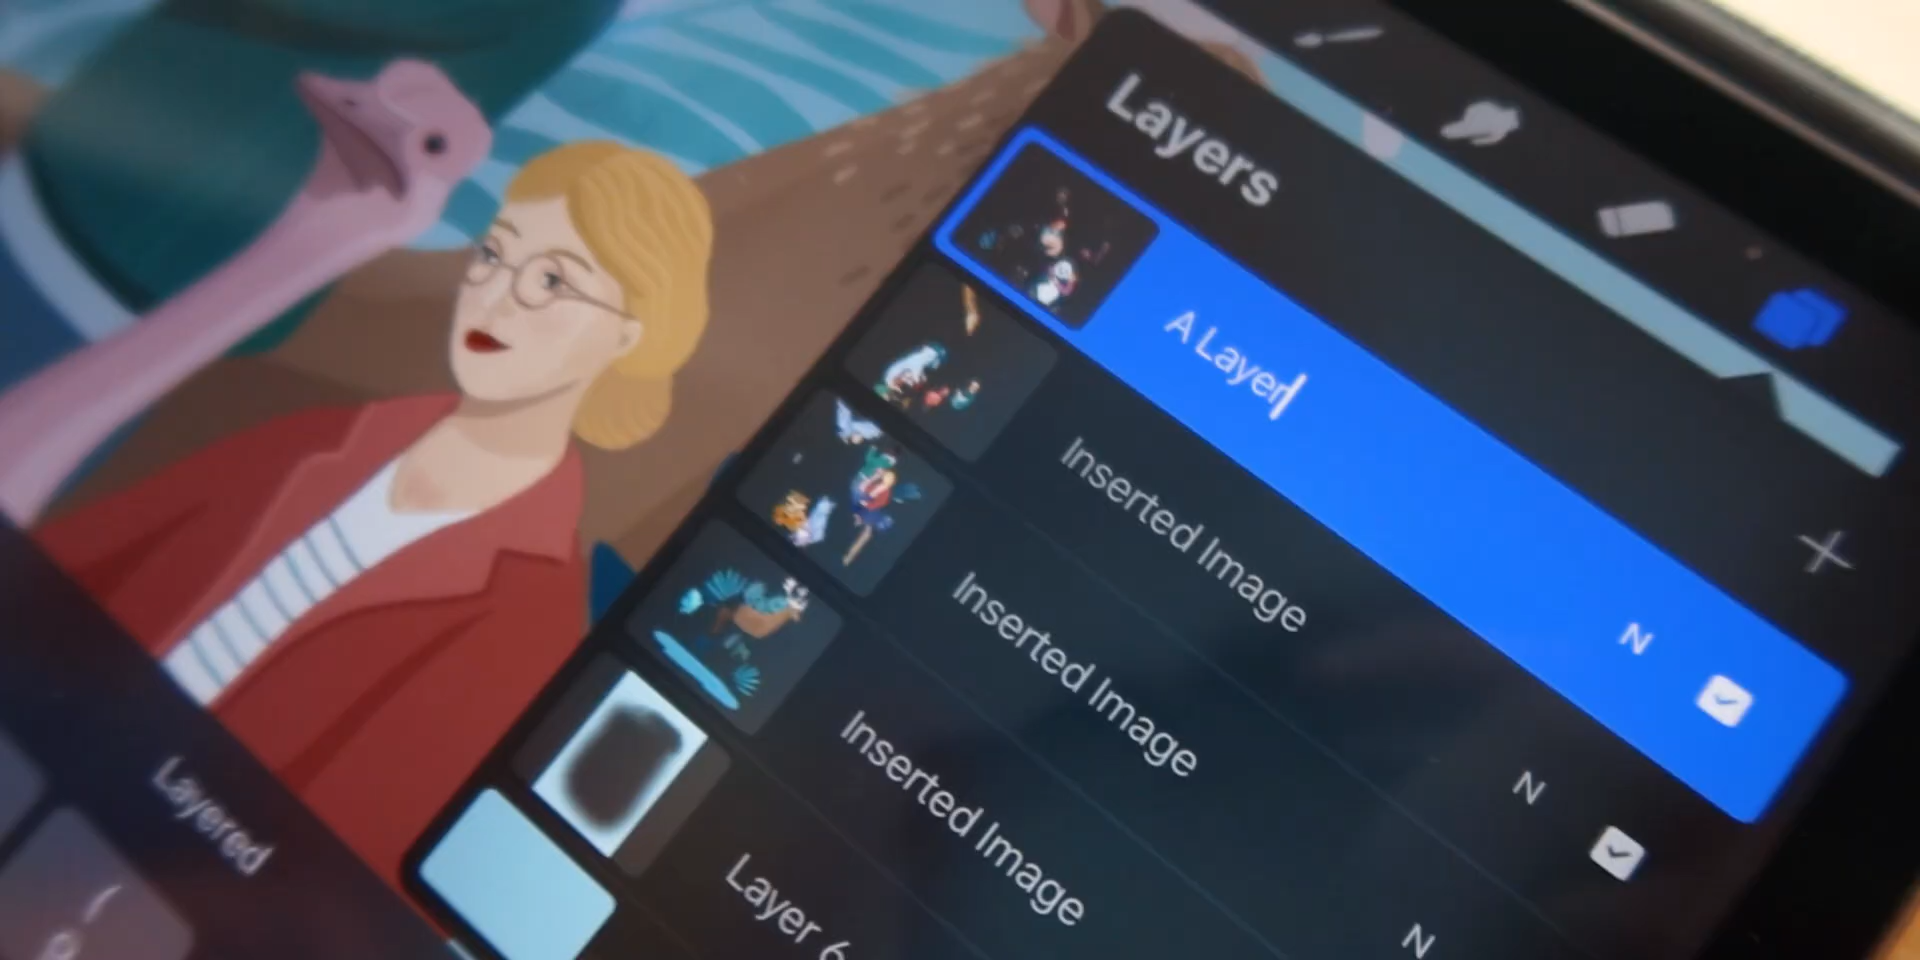 Layers
A Layer
N
Inserted Image
N
Inserted Image
N
Inserted Image
Layer 6
Layered